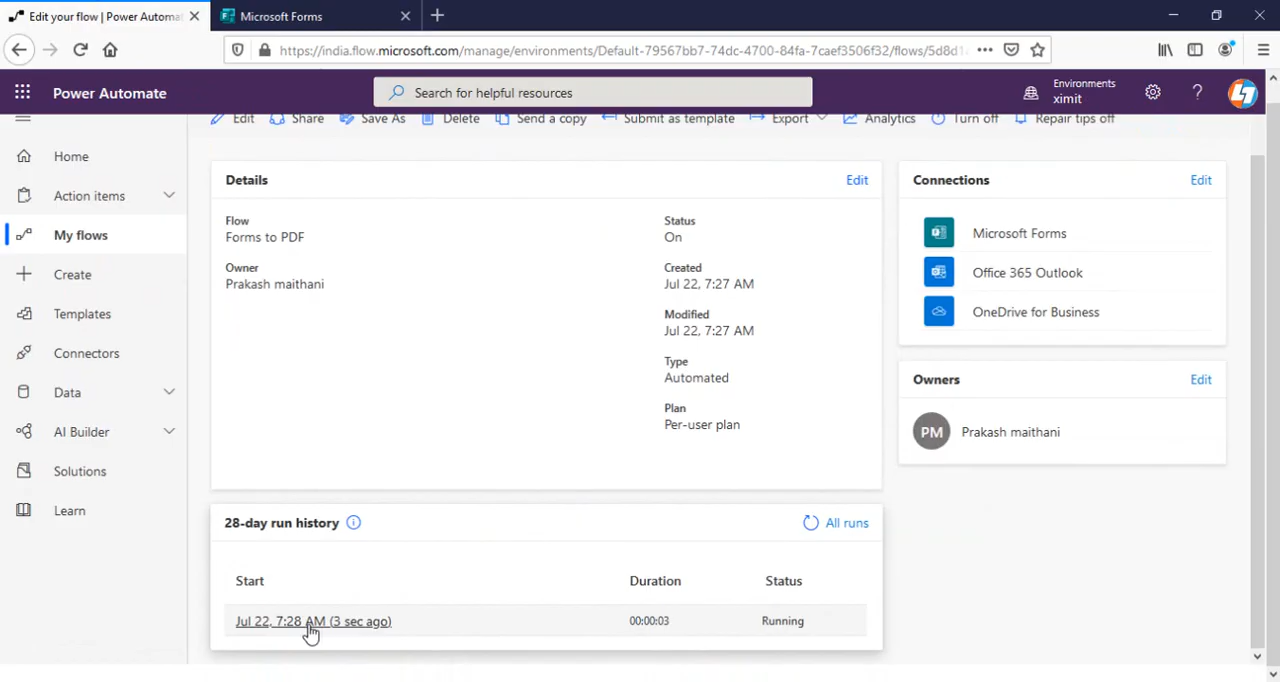 Edit your flow | Power Automa
Microsoft Forms
https://india.flow.microsoft.com/manage/environments/Default-79567bb7-74dc-4700-84fa-7caef3506f32/flows/5d8d1
Power Automate
Search for helpful resources
Environments
ximit
Edit
Share
Save As
Delete
Send a copy
Submit as template
Export
Analytics
Turn off
Repair tips off
Home
Action items
My flows
Create
Templates
Connectors
Data
AI Builder
Solutions
Learn
Details
Edit
Flow
Forms to PDF
Owner
Prakash maithani
Status
On
Created
Jul 22, 7:27 AM
Modified
Jul 22, 7:27 AM
Type
Automated
Plan
Per-user plan
Connections
Edit
Microsoft Forms
Office 365 Outlook
OneDrive for Business
Owners
Edit
PM
Prakash maithani
28-day run history
All runs
Start
Duration
Status
Jul 22, 7:28 AM (3 sec ago)
00:00:03
Running